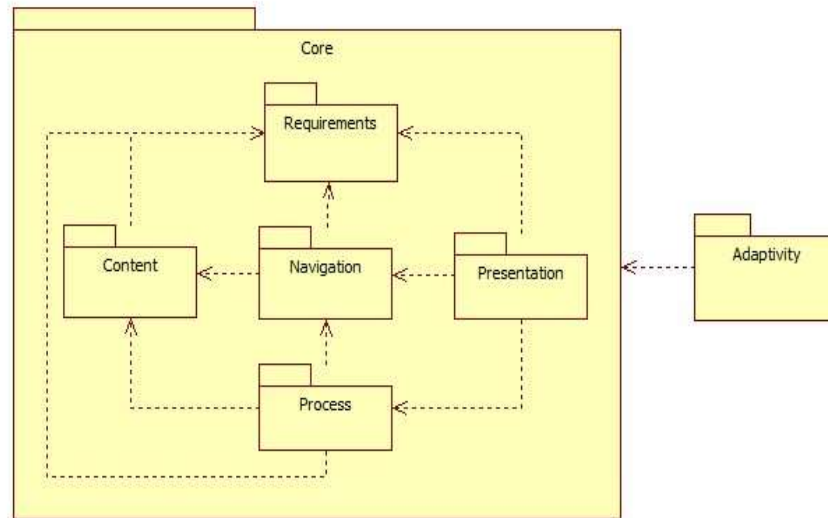 Core
Requirements
Content
Navigation
Presentation
Adaptivity
Process